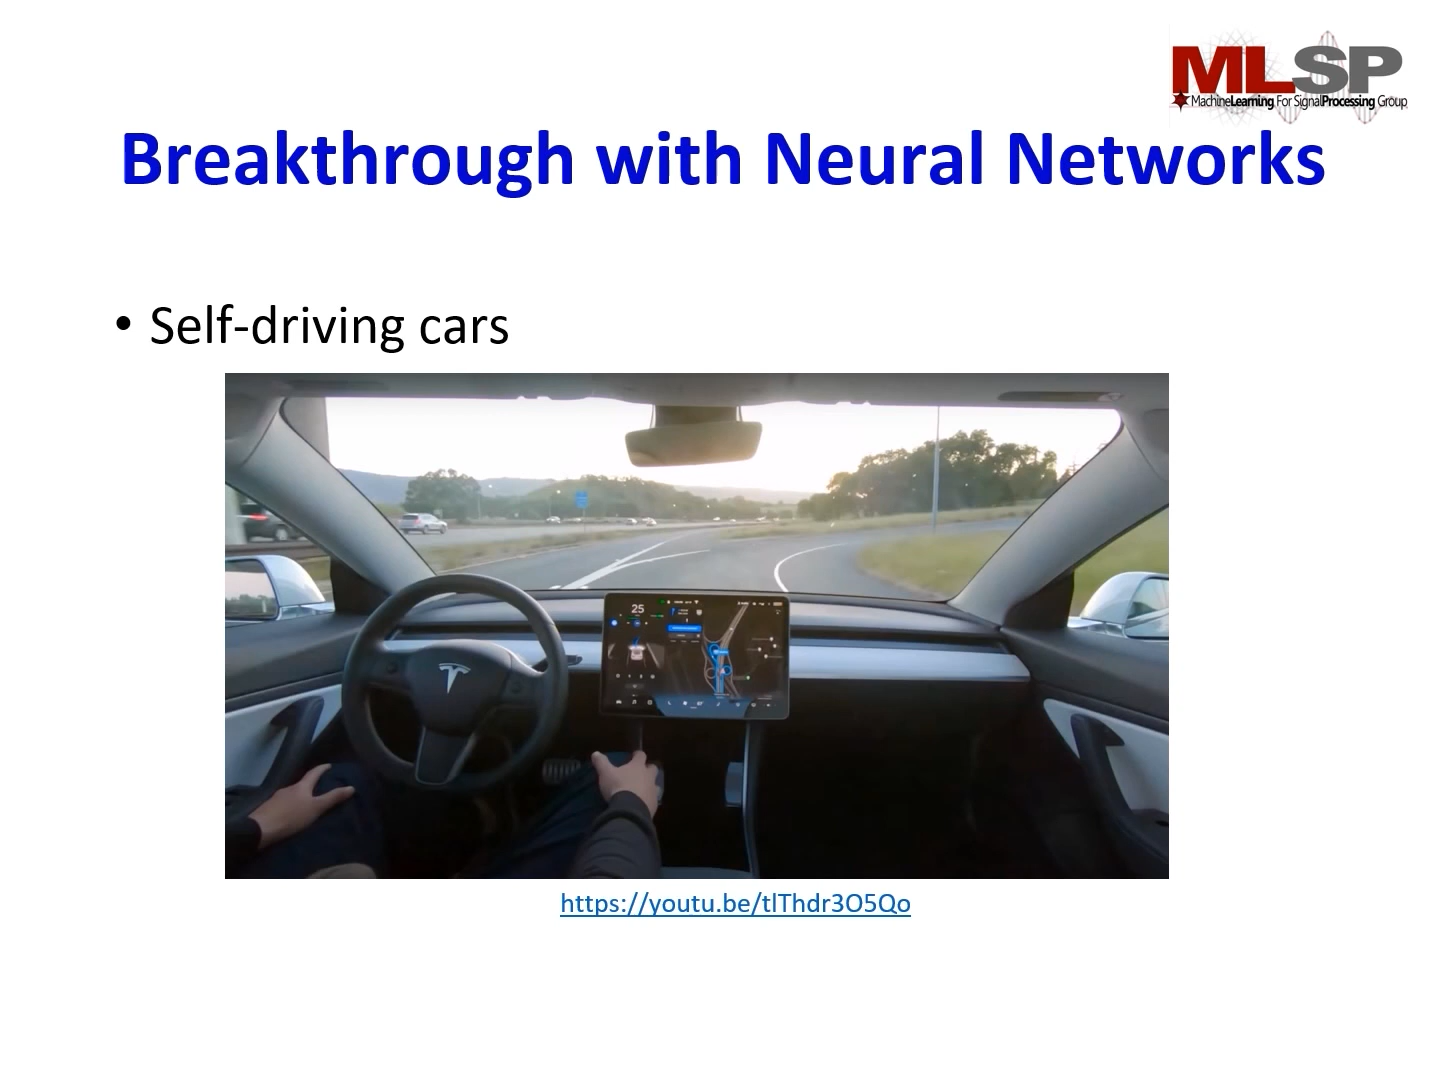 MLSP
MachineLearning For SignalProcessing Group
Breakthrough with Neural Networks
• Self-driving cars
25
https://youtu.be/tlThdr3O5Qo